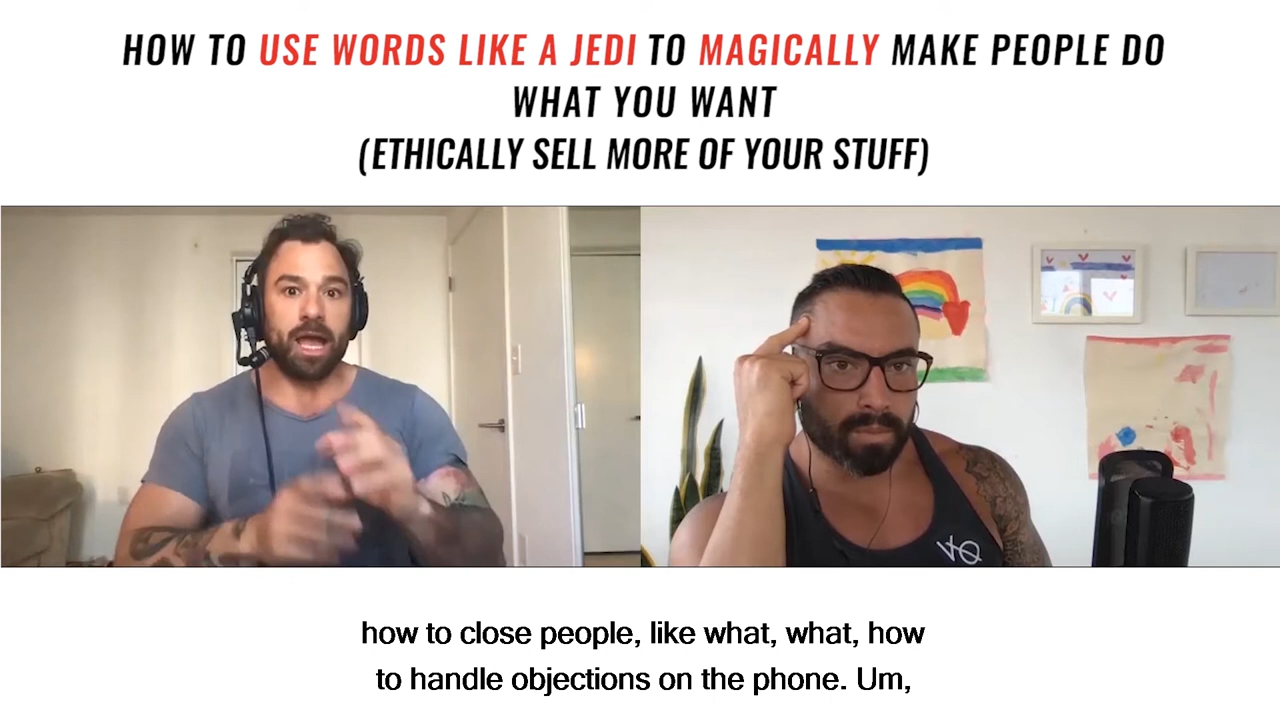 HOW TO USE WORDS LIKE A JEDI TO MAGICALLY MAKE PEOPLE DO
WHAT YOU WANT
(ETHICALLY SELL MORE OF YOUR STUFF)
VQ
how to close people, like what, what, how
to handle objections on the phone. Um,